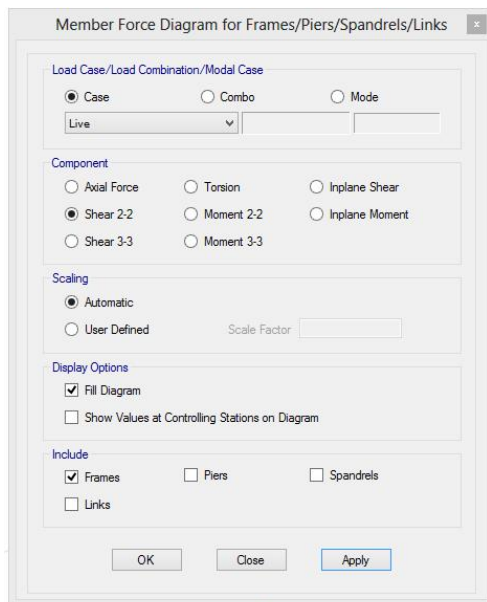 Member Force Diagram for Frames/Piers/Spandrels/Links
x
Load Case/Load Combination/Modal Case
Case Combo Mode
Live
Component
Axial Force Torsion Inplane Shear
Shear 2-2 Moment 2-2 Inplane Moment
Shear 3-3 Moment 3-3
Scaling
Automatic
User Defined Scale Factor
Display Options
Fill Diagram
Show Values at Controlling Stations on Diagram
Include
Frames Piers Spandrels
Links
OK Close Apply